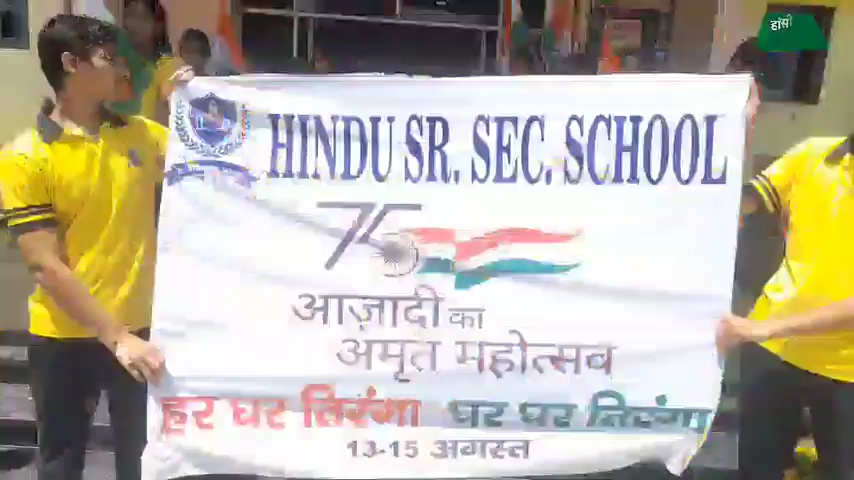 हांसी
HINDU SR. SEC. SCHOOL
75
आज़ादी का
अमृत महोत्सव
हर घर तिरंगा घर घर तिरंगा
13-15 अगस्त